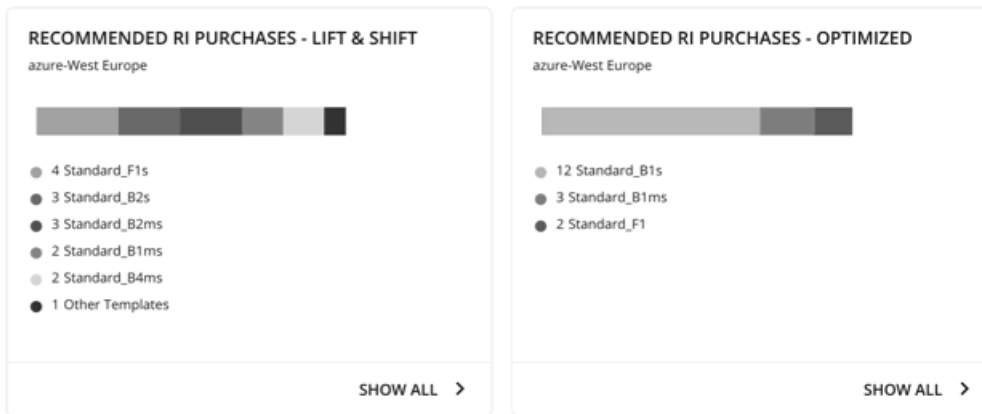 RECOMMENDED RI PURCHASES - LIFT & SHIFT
azure-West Europe
4 Standard_F1s
3 Standard_B2s
3 Standard_B2ms
2 Standard_B1ms
2 Standard_B4ms
1 Other Templates
SHOW ALL
RECOMMENDED RI PURCHASES - OPTIMIZED
azure-West Europe
12 Standard_B1s
3 Standard_B1ms
2 Standard_F1
SHOW ALL